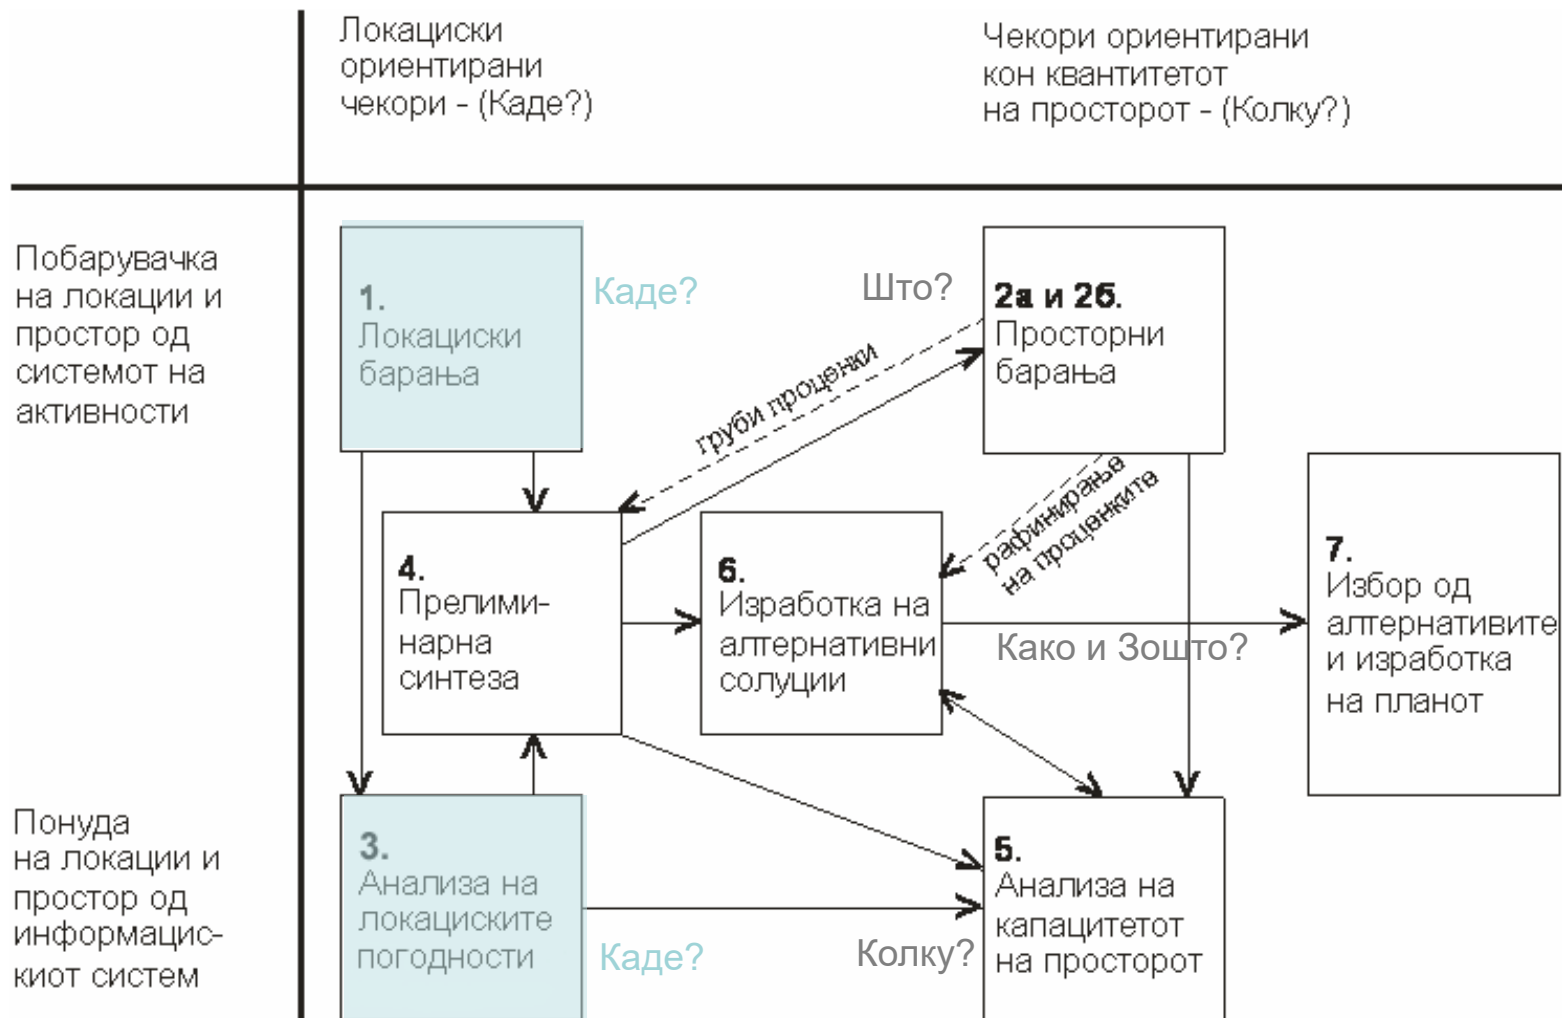 Локациски
ориентирани
чекори - (Каде?)
Чекори ориентирани
кон квантитетот
на просторот - (Колку?)
Побарувачка
на локации и
простор од
системот на
активности
1.
Локациски
барања
Каде?
Што?
2а и 2б.
Просторни
барања
груби проценки
рафинирање
на проценките
4.
Прелими-
нарна
синтеза
6.
Изработка на
алтернативни
солуции
Како и Зошто?
7.
Избор од
алтернативите
и изработка
на планот
Понуда
на локации и
простор од
информацис-
киот систем
3.
Анализа на
локациските
погодности
Каде?
Колку?
5.
Анализа на
капацитетот
на просторот